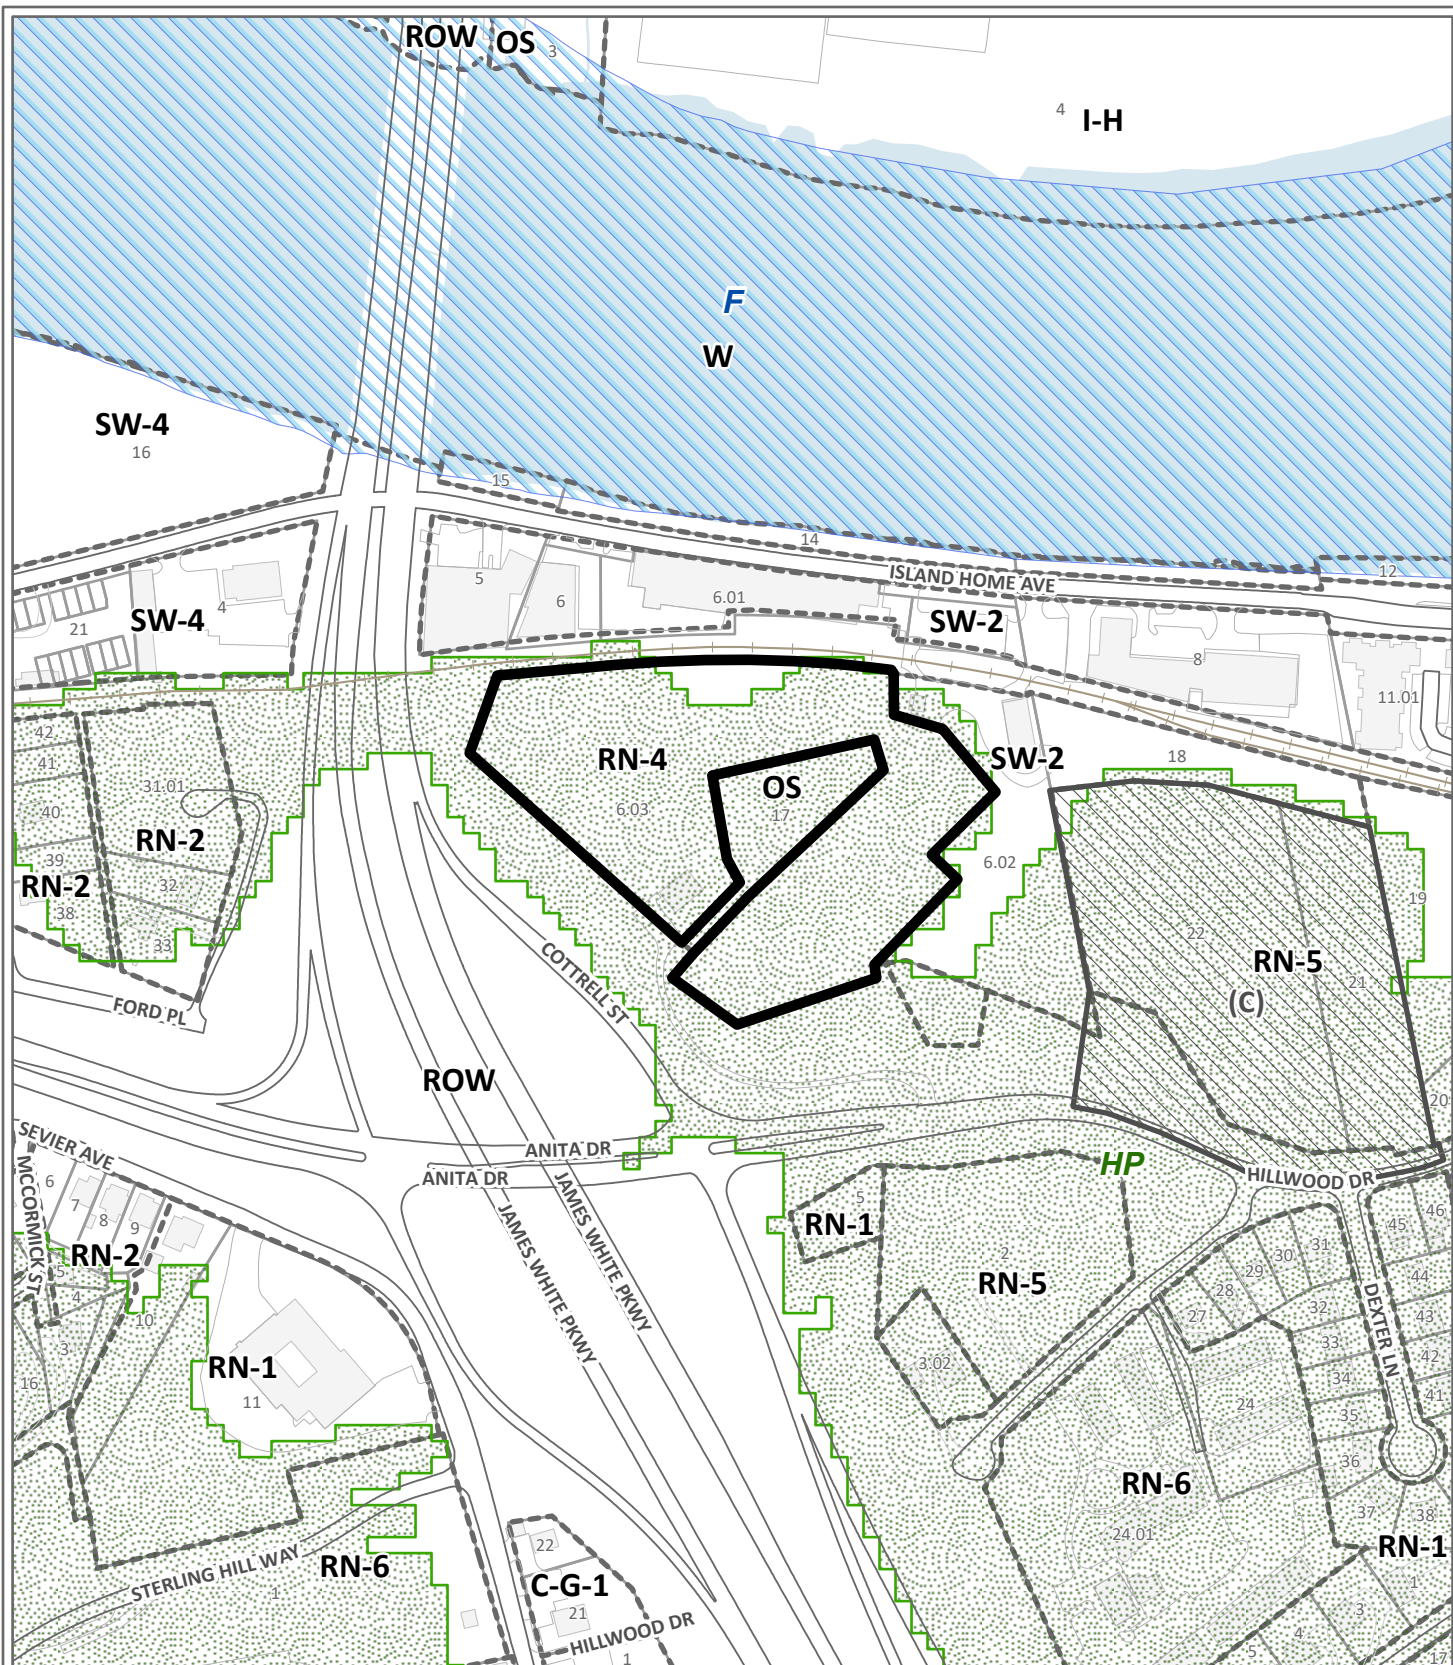 ROW
OS
3
4
I-H
F
W
SW-4
16
15
14
ISLAND HOME AVE
12
5
6
6.01
SW-2
SW-4
4
21
8
11.01
42
41
31.01
40
RN-2
39
RN-2
32
38
33
RN-4
6.03
OS
17
SW-2
18
6.02
19
22
RN-5
21
(C)
FORD PL
COTTRELL ST
ROW
20
SEVIER AVE
MCCORMICK ST
ANITA DR
ANITA DR
HP
HILLWOOD DR
6
7
8
9
RN-2
5
4
10
3
16
JAMES WHITE PKWY
JAMES WHITE PKWY
5
RN-1
2
RN-5
46
45
31
30
29
28
27
44
32
43
33
DEXTER LN
42
34
41
35
36
37
38
3.02
24
RN-1
11
RN-6
24.01
RN-1
STERLING HILL WAY
RN-6
1
22
C-G-1
21
HILLWOOD DR
1
1
3
4
5
17